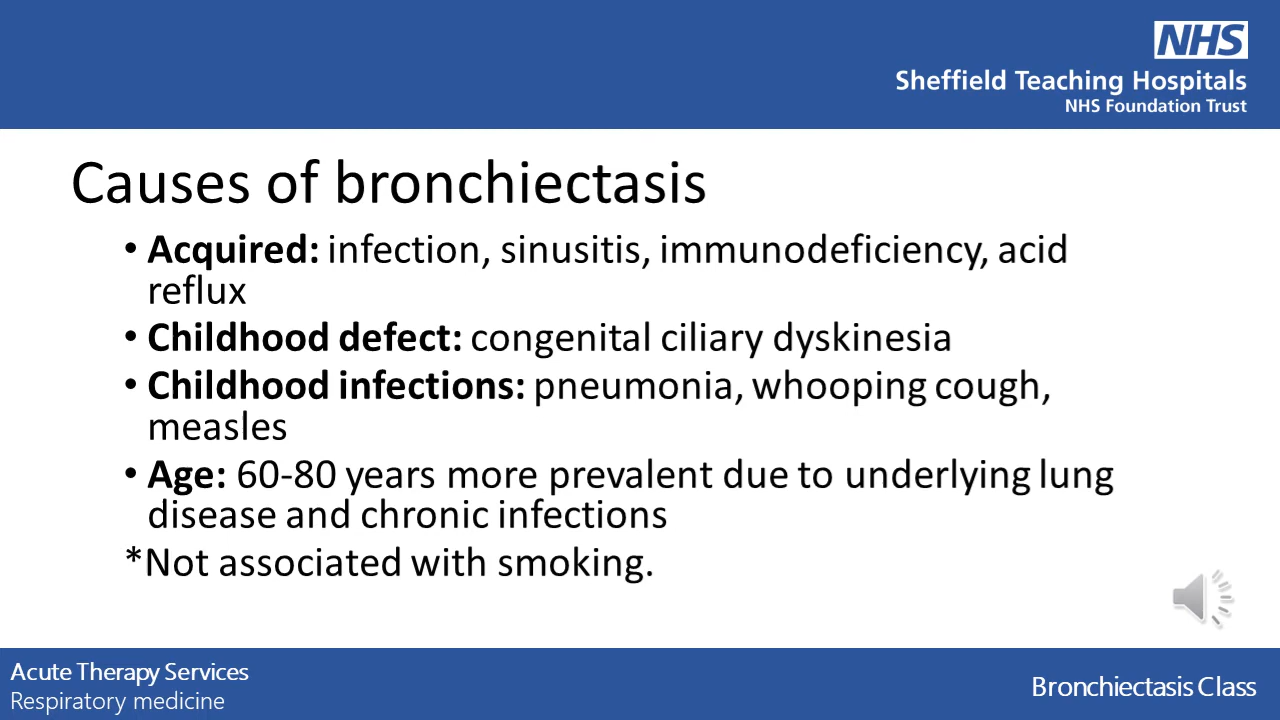 NHS
Sheffield Teaching Hospitals
NHS Foundation Trust
Causes of bronchiectasis
• Acquired: infection, sinusitis, immunodeficiency, acid
reflux
• Childhood defect: congenital ciliary dyskinesia
• Childhood infections: pneumonia, whooping cough,
measles
• Age: 60-80 years more prevalent due to underlying lung
disease and chronic infections
*Not associated with smoking.
Acute Therapy Services
Respiratory medicine
Bronchiectasis Class